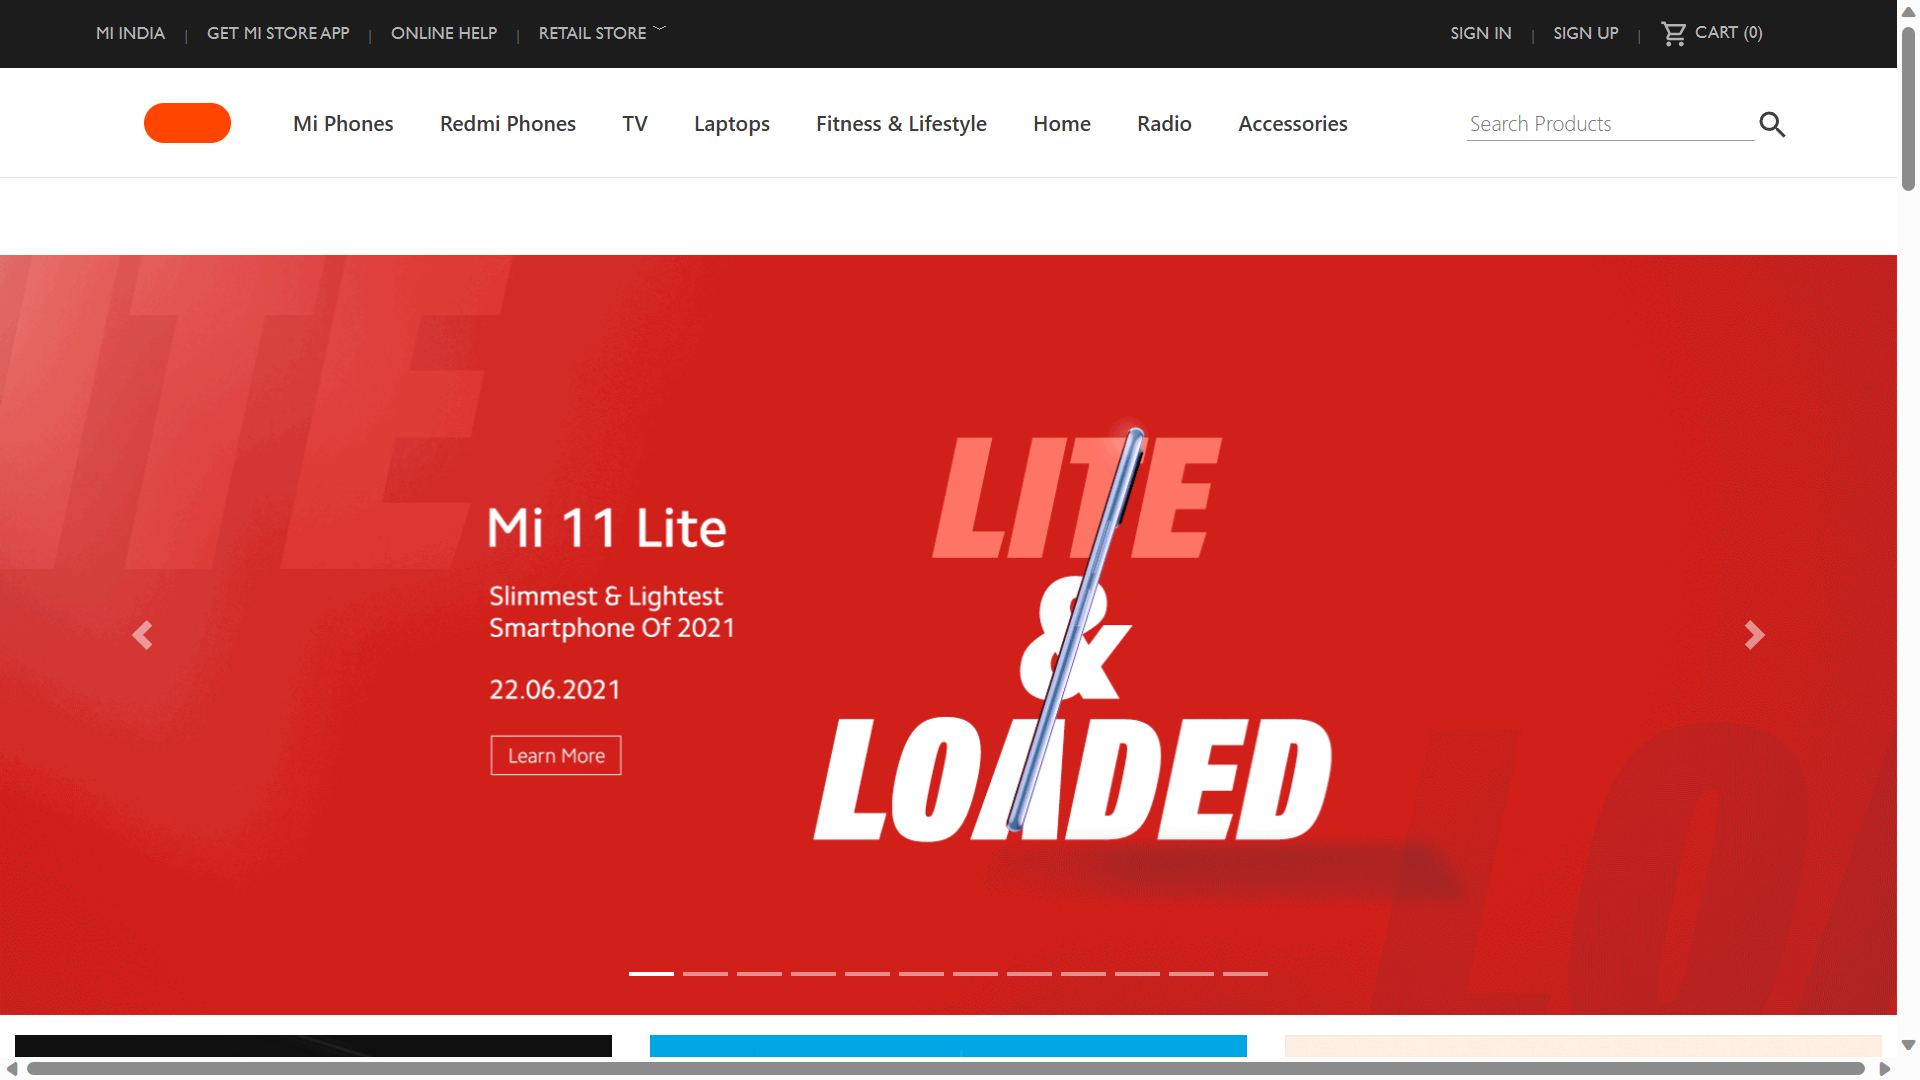 MI INDIA | GET MI STORE APP | ONLINE HELP | RETAIL STORE
SIGN IN | SIGN UP | CART (0)
Mi Phones Redmi Phones TV Laptops Fitness & Lifestyle Home Radio Accessories
Search Products
ITE
LITE
&
LOADED
Mi 11 Lite
Slimmest & Lightest
Smartphone Of 2021
22.06.2021
Learn More
LOA